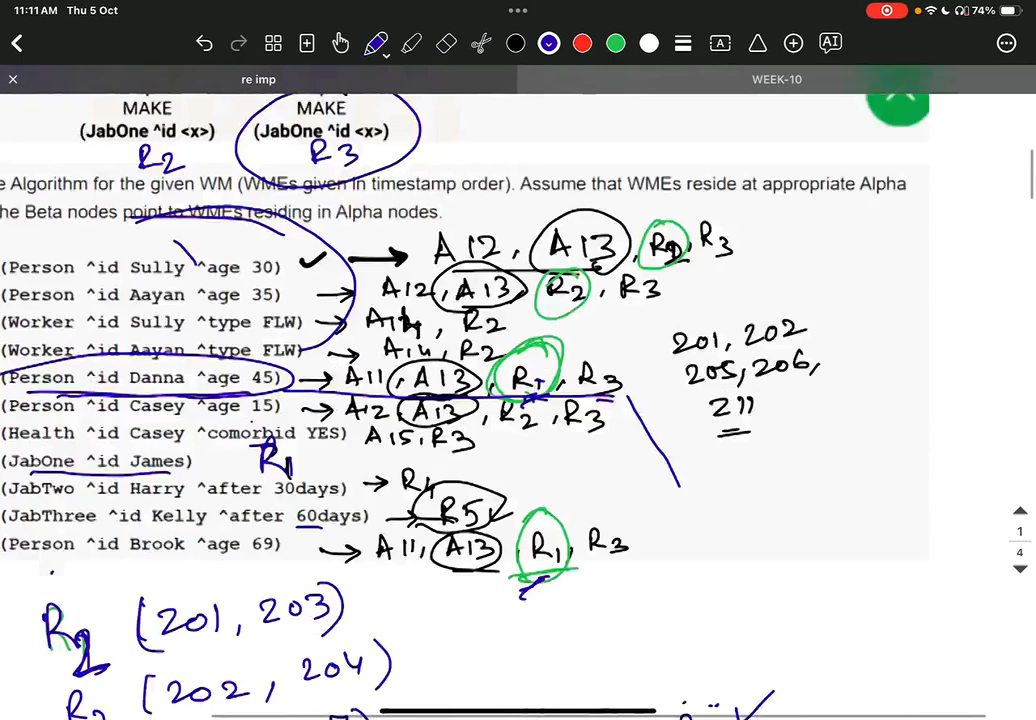 11:11 AM Thu 5 Oct 74%
re imp WEEK-10
MAKE MAKE
(JabOne ^id <x>) (JabOne ^id <x>)
R2 R3
e Algorithm for the given WM (WMEs given in timestamp order). Assume that WMEs reside at appropriate Alpha
he Beta nodes point to WMEs residing in Alpha nodes.
(Person ^id Sully ^age 30) A12, A13, R2, R3
(Person ^id Aayan ^age 35) A12, A13, R2, R3
(Worker ^id Sully ^type FLW) A14, R2
(Worker ^id Aayan ^type FLW) A14, R2
201, 202
205, 206,
211
(Person ^id Danna ^age 45) A11, A13, R1, R3
(Person ^id Casey ^age 15) A12, A13, R2, R3
(Health ^id Casey ^comorbid YES) A15, R3
(JabOne ^id James) R1
(JabTwo ^id Harry ^after 30days) R4
(JabThree ^id Kelly ^after 60days) R5
(Person ^id Brook ^age 69) A11, A13, R1, R3
1
4
R2 (201, 203)
R2 (202, 204)